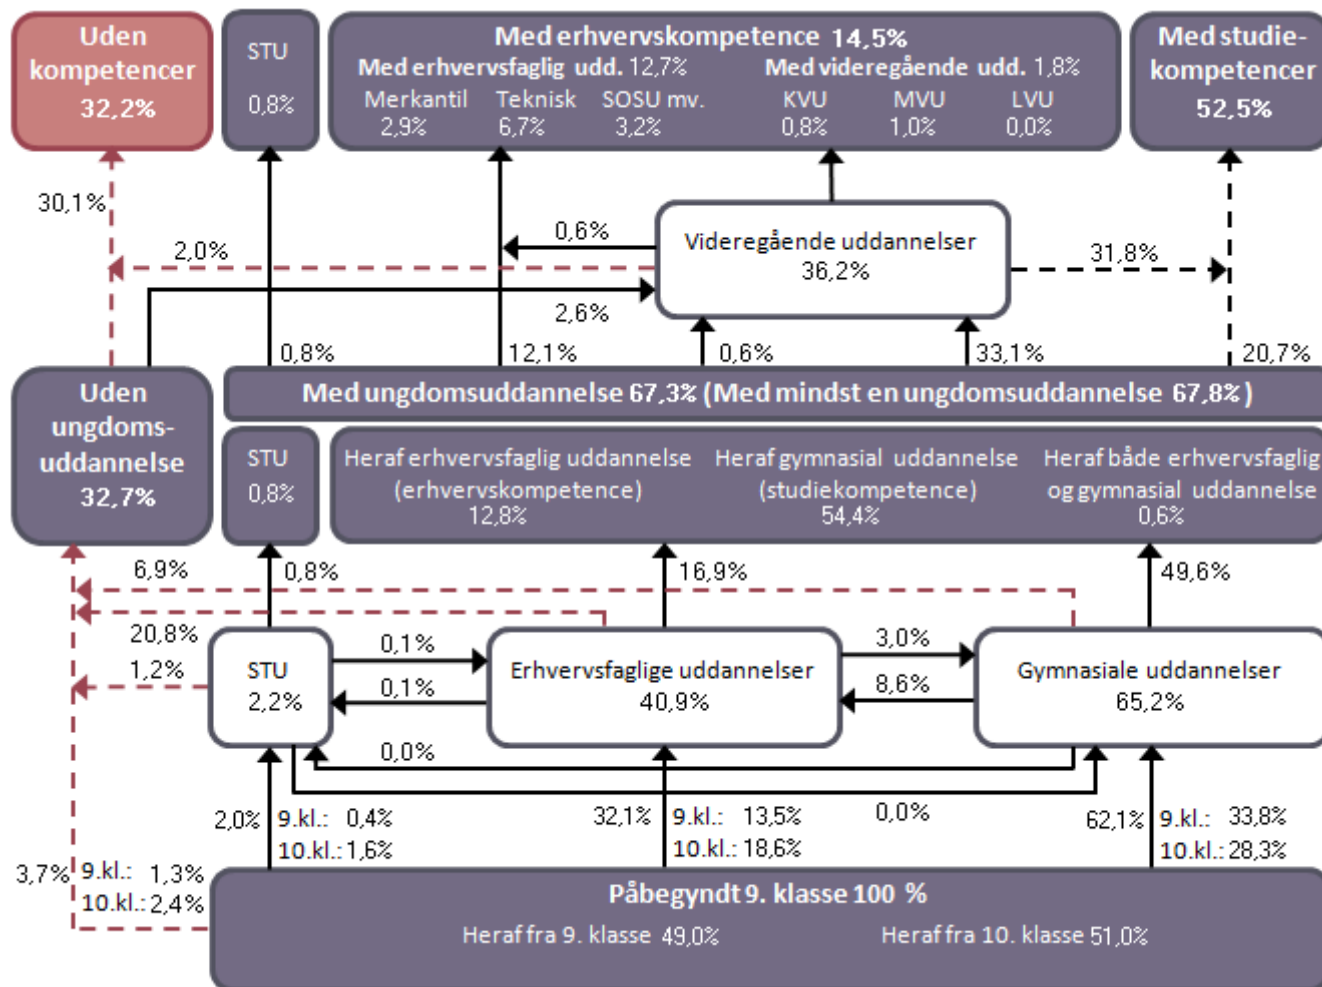 Uden
kompetencer
32,2%
STU
0,8%
Med erhvervskompetence 14,5%
Med erhvervsfaglig udd. 12,7%
Med videregående udd. 1,8%
Merkantil Teknisk SOSU mv.
2,9% 6,7% 3,2%
KVU MVU LVU
0,8% 1,0% 0,0%
Med studie-
kompetencer
52,5%
30,1%
2,0%
0,6%
Videregående uddannelser
36,2%
31,8%
2,6%
0,8%
12,1%
0,6%
33,1%
20,7%
Uden
ungdoms-
uddannelse
32,7%
Med ungdomsuddannelse 67,3% (Med mindst en ungdomsuddannelse 67,8% )
STU
0,8%
Heraf erhvervsfaglig uddannelse
(erhvervskompetence)
12,8%
Heraf gymnasial uddannelse
(studiekompetence)
54,4%
Heraf både erhvervsfaglig
og gymnasial uddannelse
0,6%
6,9%
0,8%
16,9%
49,6%
20,8%
1,2%
STU
2,2%
0,1%
0,1%
Erhvervsfaglige uddannelser
40,9%
3,0%
8,6%
Gymnasiale uddannelser
65,2%
0,0%
0,0%
2,0%
9.kl.: 0,4%
10.kl.: 1,6%
32,1%
9.kl.: 13,5%
10.kl.: 18,6%
62,1%
9.kl.: 33,8%
10.kl.: 28,3%
3,7%
9.kl.: 1,3%
10.kl.: 2,4%
Påbegyndt 9. klasse 100 %
Heraf fra 9. klasse 49,0%
Heraf fra 10. klasse 51,0%